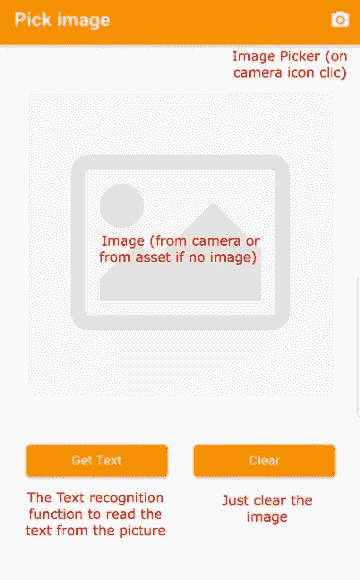 Pick image
Image Picker (on
camera icon clic)
Image (from camera or
from asset if no image)
Get Text
Clear
The Text recognition
function to read the
text from the picture
Just clear the
image